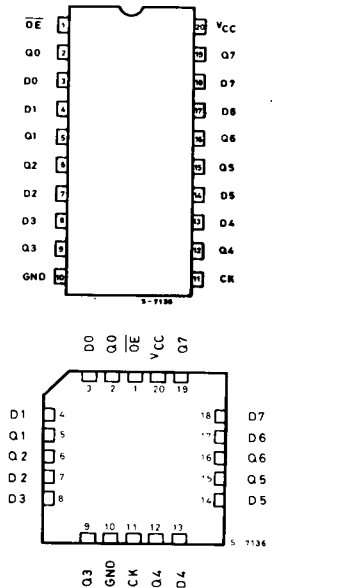 OE 1 20 VCC
Q0 2 19 Q7
D0 3 18 D7
D1 4 17 D6
Q1 5 16 Q6
Q2 6 15 Q5
D2 7 14 D5
D3 8 13 D4
Q3 9 12 Q4
GND 10 11 CK
S-7136
D0 Q0 OE VCC Q7
3 2 1 20 19
D1 4 18 D7
Q1 5 17 D6
Q2 6 16 Q6
D2 7 15 Q5
D3 8 14 D5
9 10 11 12 13
S 7136
Q3 GND CK Q4 D4